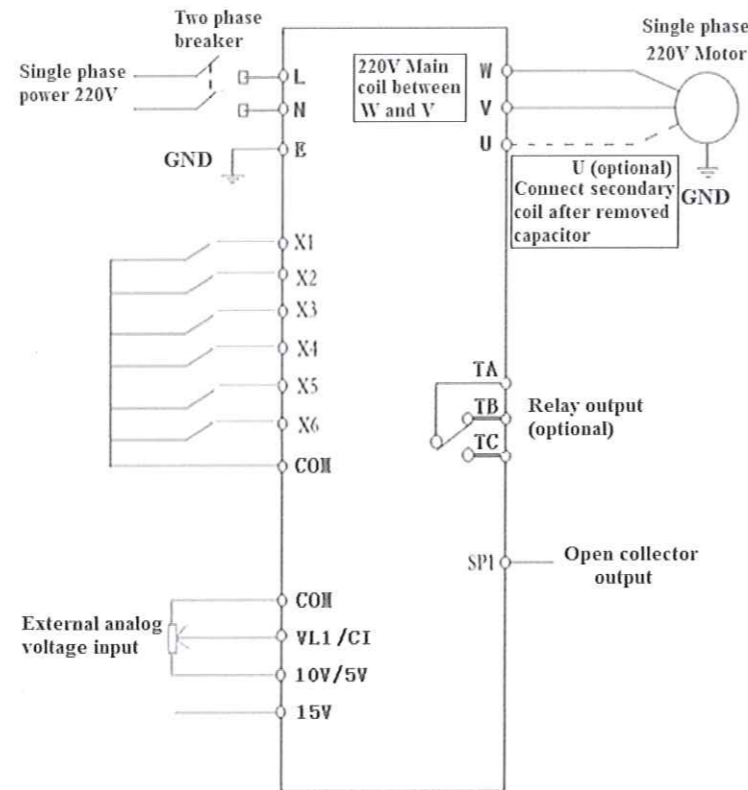 Two phase
breaker
Single phase
power 220V
L
N
GND
E
220V Main
coil between
W and V
W
V
U
Single phase
220V Motor
U (optional)
Connect secondary
coil after removed
capacitor
GND
X1
X2
X3
X4
X5
X6
COM
TA
TB
TC
Relay output
(optional)
SP1
Open collector
output
External analog
voltage input
COM
VL1/CI
10V/5V
15V